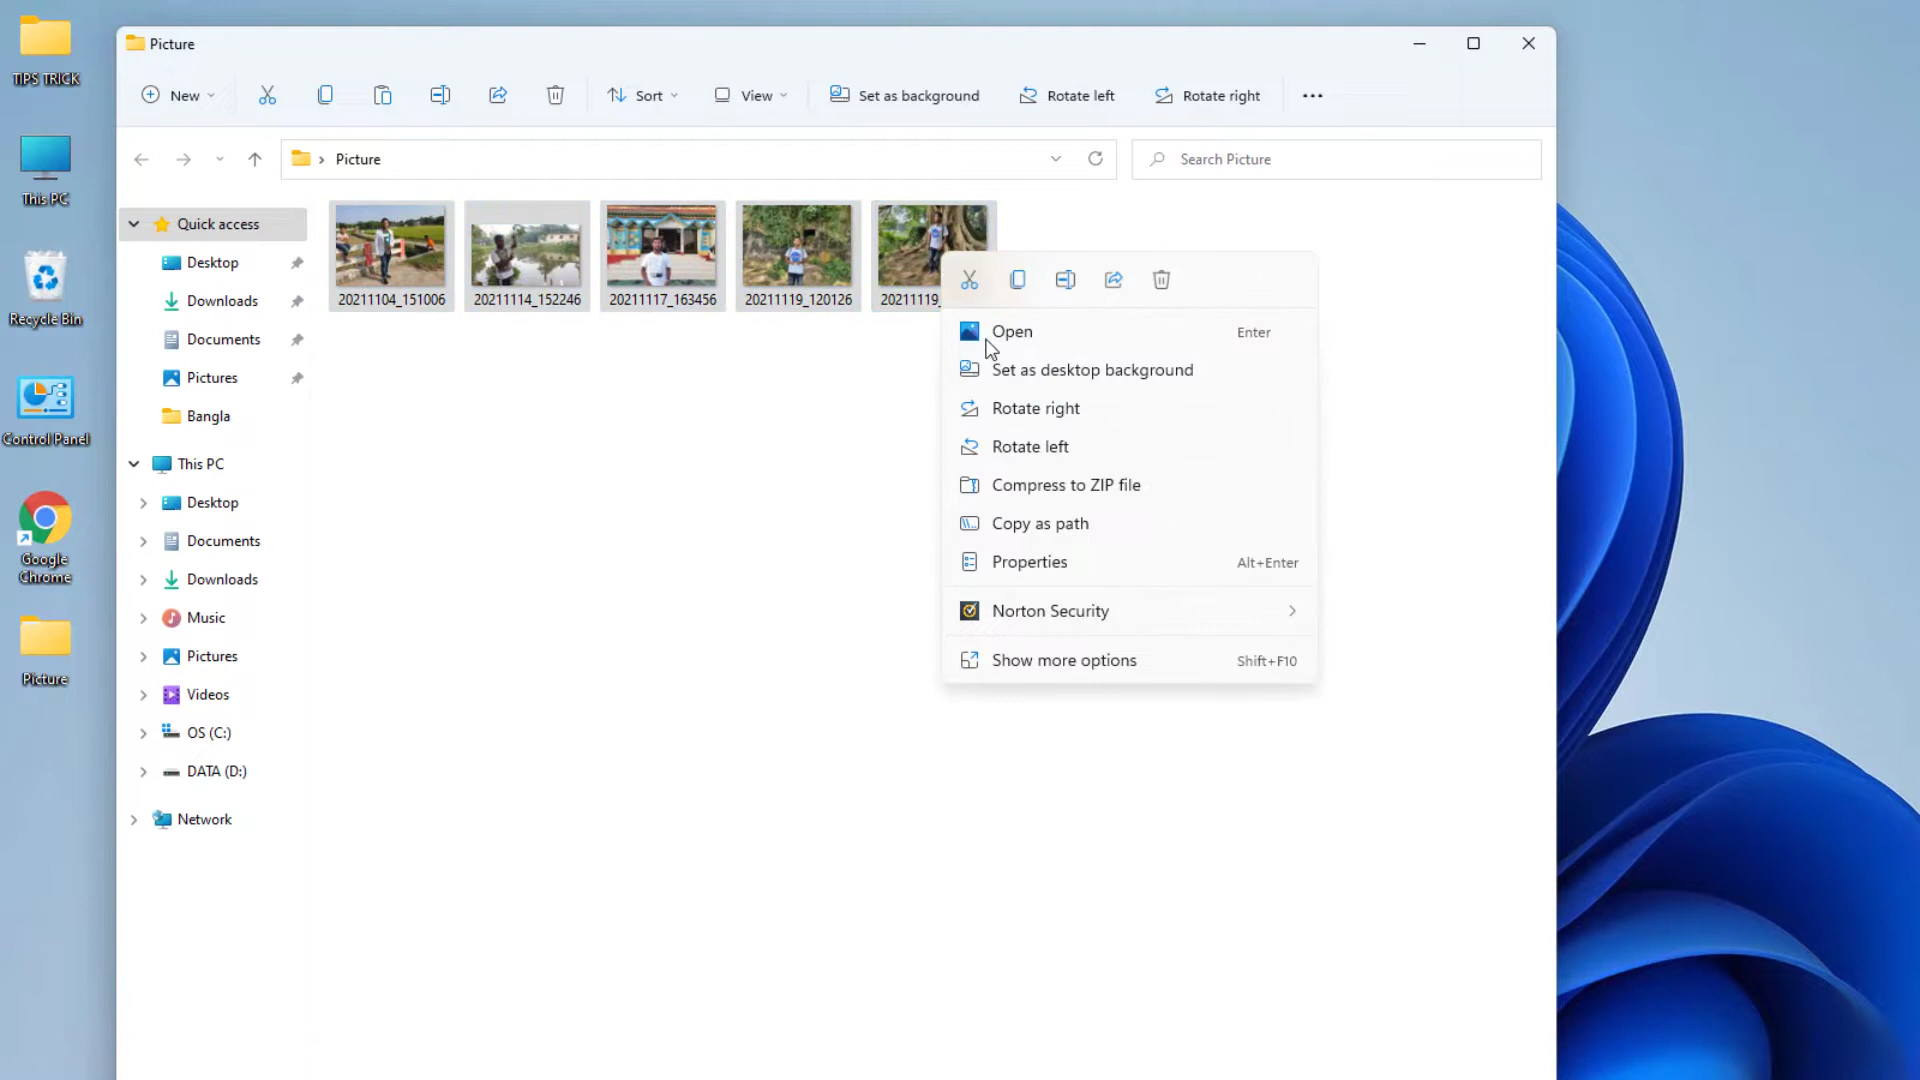 TIPS TRICK
This PC
Recycle Bin
Control Panel
Google
Chrome
Picture
Picture
New
Sort
View
Set as background
Rotate left
Rotate right
Picture
Search Picture
Quick access
Desktop
Downloads
Documents
Pictures
Bangla
This PC
Desktop
Documents
Downloads
Music
Pictures
Videos
OS (C:)
DATA (D:)
Network
20211104_151006
20211114_152246
20211117_163456
20211119_120126
20211119_
Open Enter
Set as desktop background
Rotate right
Rotate left
Compress to ZIP file
Copy as path
Properties Alt+Enter
Norton Security
Show more options Shift+F10